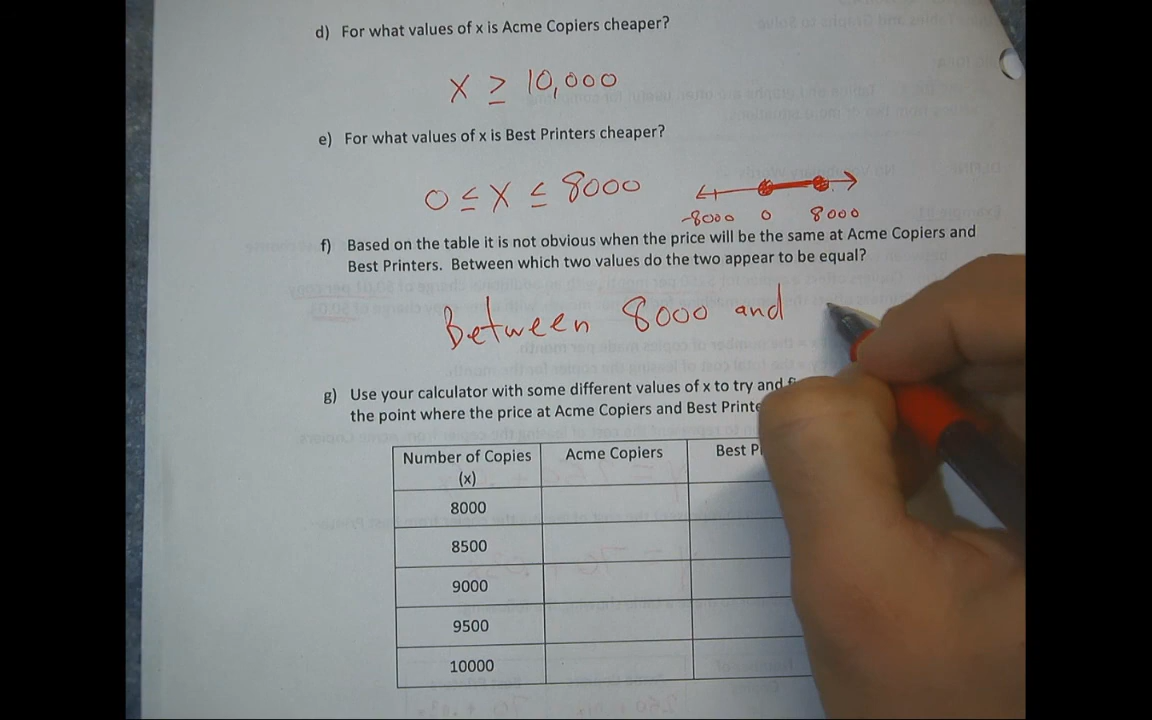 d) For what values of x is Acme Copiers cheaper?
X ≥ 10,000
e) For what values of x is Best Printers cheaper?
0 ≤ X ≤ 8000
-8000 0 8000
f) Based on the table it is not obvious when the price will be the same at Acme Copiers and
Best Printers. Between which two values do the two appear to be equal?
Between 8000 and
g) Use your calculator with some different values of x to try and
the point where the price at Acme Copiers and Best
Number of Copies Acme Copiers Best
(x)
8000
8500
9000
9500
10000